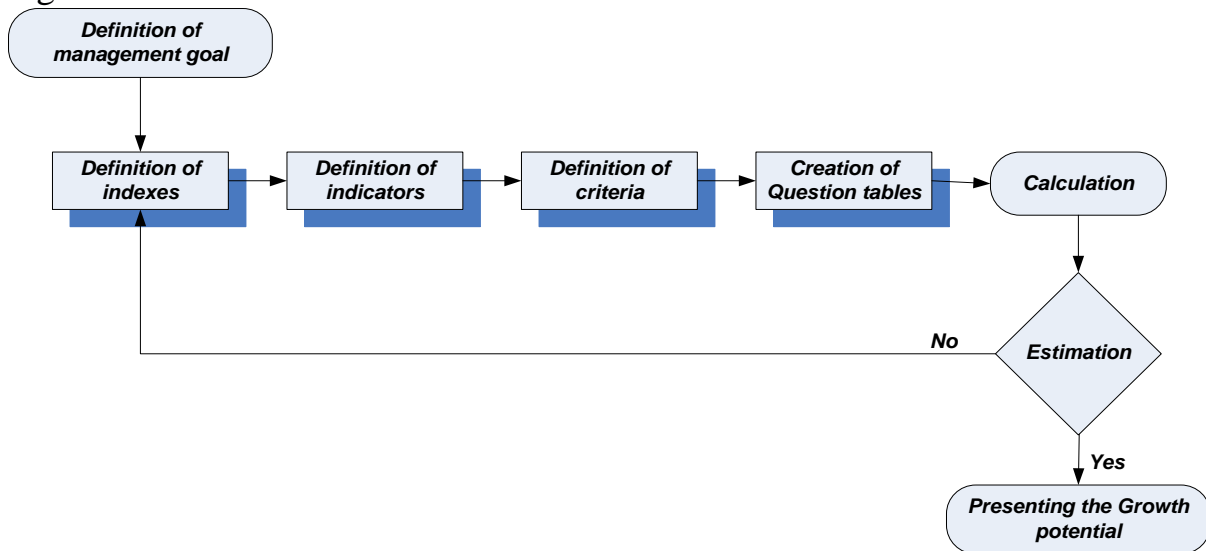 Definition of
management goal
Definition of
indexes
Definition of
indicators
Definition of
criteria
Creation of
Question tables
Calculation
No
Estimation
Yes
Presenting the Growth
potential